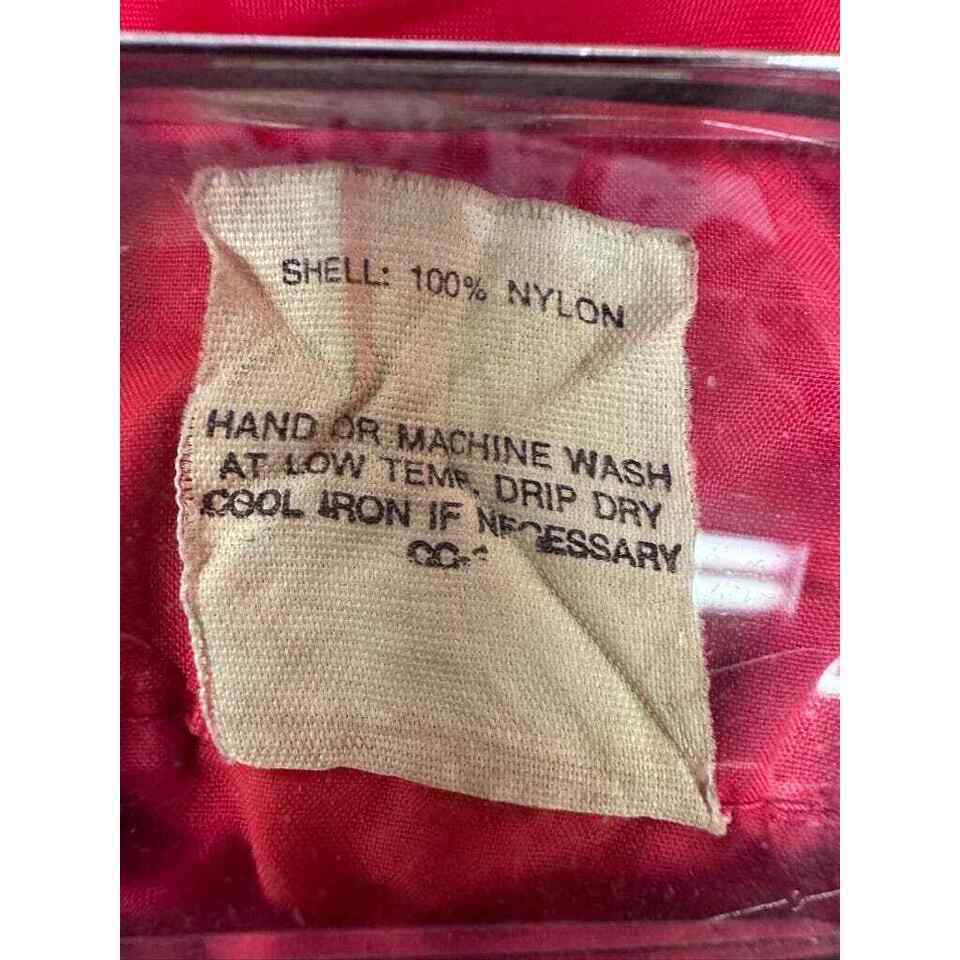 SHELL: 100% NYLON
HAND OR MACHINE WASH
AT LOW TEMP. DRIP DRY
COOL IRON IF NECESSARY